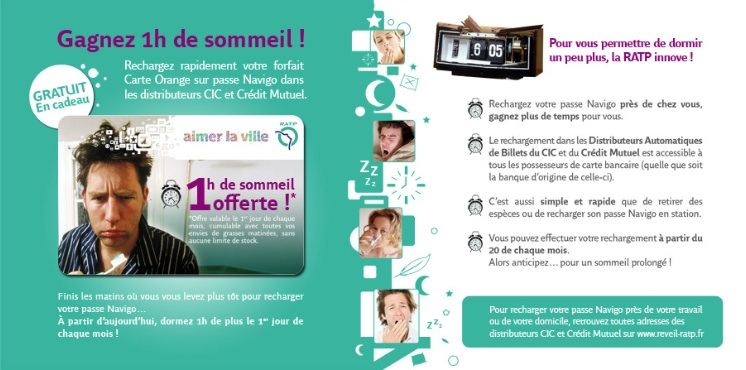 Gagnez 1h de sommeil !
Rechargez rapidement votre forfait
Carte Orange sur passe Navigo dans
les distributeurs CIC et Crédit Mutuel.
GRATUIT
En cadeau
aimer la ville
RATP
1h de sommeil
offerte !*
*Offre valable le 1er jour de chaque
mois, cumulable avec toutes vos
envies de grasses matinées, sans
aucune limite de stock.
Finis les matins où vous vous levez plus tôt pour recharger
votre passe Navigo...
À partir d'aujourd'hui, dormez 1h de plus le 1er jour de
chaque mois !
ZZ
Zz
zzz
6 05
Pour vous permettre de dormir
un peu plus, la RATP innove !
Rechargez votre passe Navigo près de chez vous,
gagnez plus de temps pour vous.
Le rechargement dans les Distributeurs Automatiques
de Billets du CIC et du Crédit Mutuel est accessible à
tous les possesseurs de carte bancaire (quelle que soit
la banque d'origine de celle-ci).
C'est aussi simple et rapide que de retirer des
espèces ou de recharger son passe Navigo en station.
Vous pouvez effectuer votre rechargement à partir du
20 de chaque mois.
Alors anticipez... pour un sommeil prolongé !
Pour recharger votre passe Navigo près de votre travail
ou de votre domicile, retrouvez toutes adresses des
distributeurs CIC et Crédit Mutuel sur www.reveil-ratp.fr